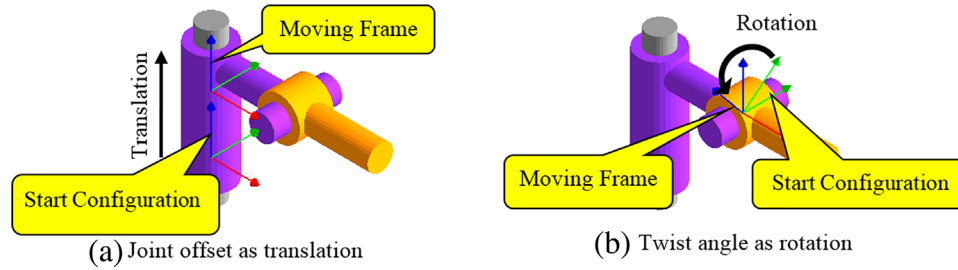 Moving Frame
Translation
Start Configuration
(a) Joint offset as translation
Rotation
Moving Frame
Start Configuration
(b) Twist angle as rotation